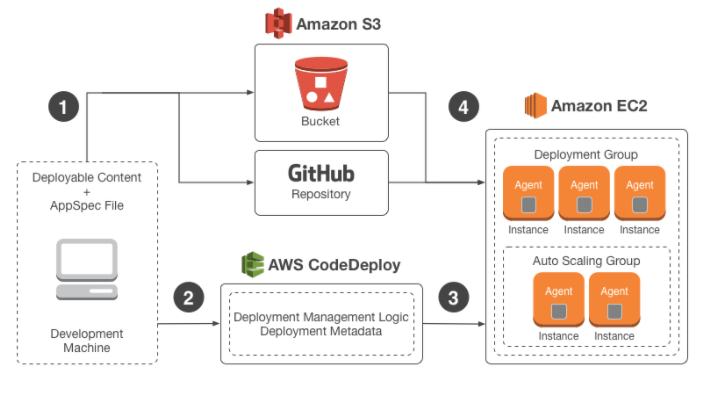 Amazon S3
1
Bucket
4
Amazon EC2
GitHub
Repository
Deployable Content
+
AppSpec File
Development
Machine
AWS CodeDeploy
2
Deployment Management Logic
Deployment Metadata
3
Deployment Group
Agent Agent Agent
Instance Instance Instance
Auto Scaling Group
Agent Agent
Instance Instance